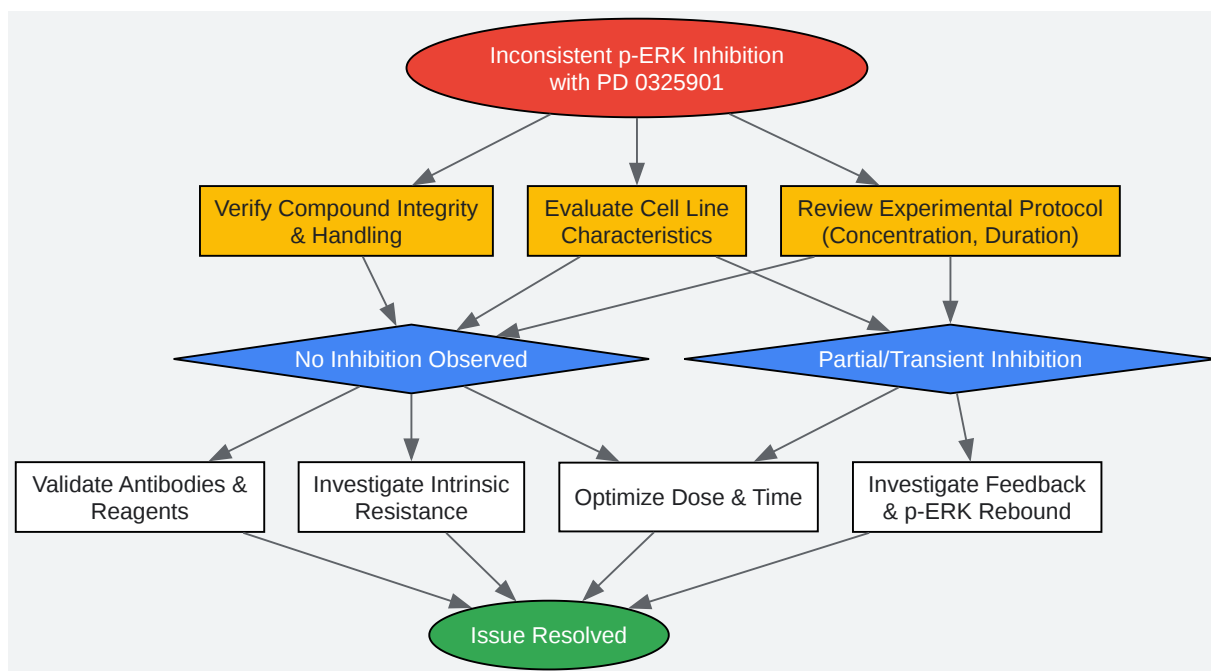 Inconsistent p-ERK Inhibition
with PD 0325901
Verify Compound Integrity
& Handling
Evaluate Cell Line
Characteristics
Review Experimental Protocol
(Concentration, Duration)
No Inhibition Observed
Partial/Transient Inhibition
Validate Antibodies &
Reagents
Investigate Intrinsic
Resistance
Optimize Dose & Time
Investigate Feedback
& p-ERK Rebound
Issue Resolved